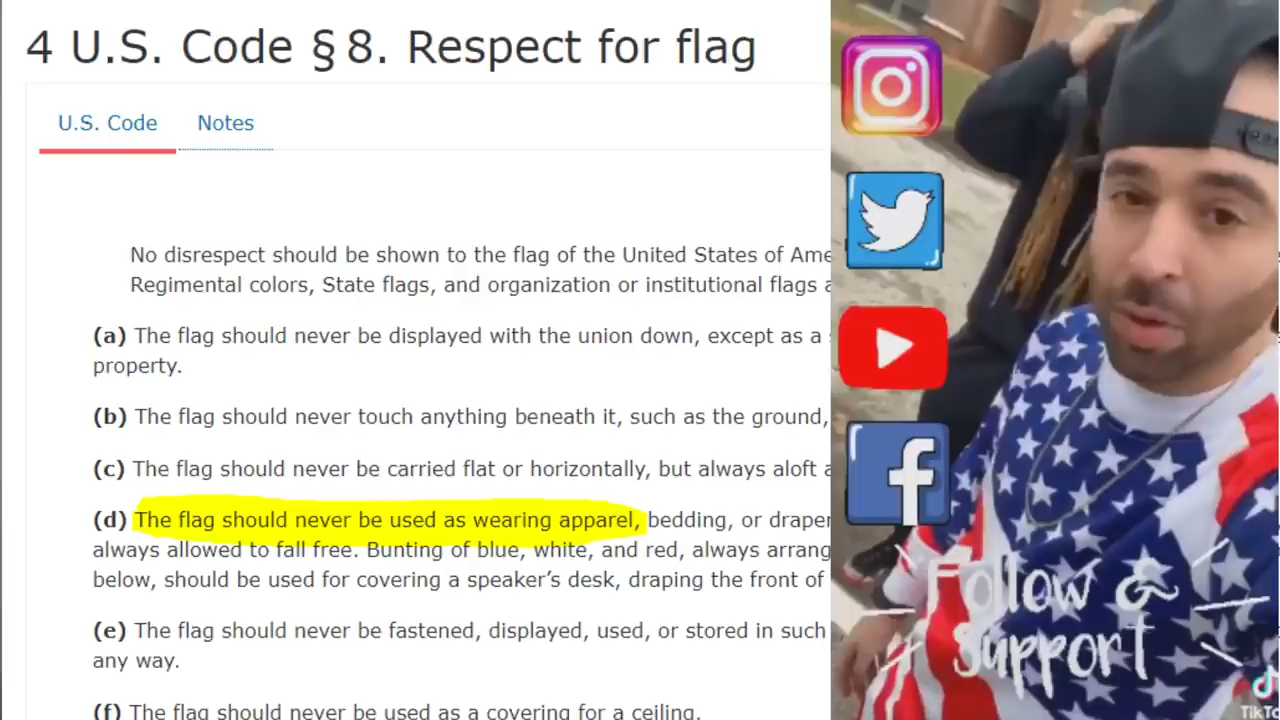 4 U.S. Code § 8. Respect for flag
U.S. Code
Notes
No disrespect should be shown to the flag of the United States of Ame
Regimental colors, State flags, and organization or institutional flags a
(a) The flag should never be displayed with the union down, except as a s
property.
(b) The flag should never touch anything beneath it, such as the ground,
(c) The flag should never be carried flat or horizontally, but always aloft a
(d) The flag should never be used as wearing apparel, bedding, or draper
always allowed to fall free. Bunting of blue, white, and red, always arrang
below, should be used for covering a speaker’s desk, draping the front of
(e) The flag should never be fastened, displayed, used, or stored in such
any way.
(f) The flag should never be used as a covering for a ceiling.
Follow &
Support
TikTo